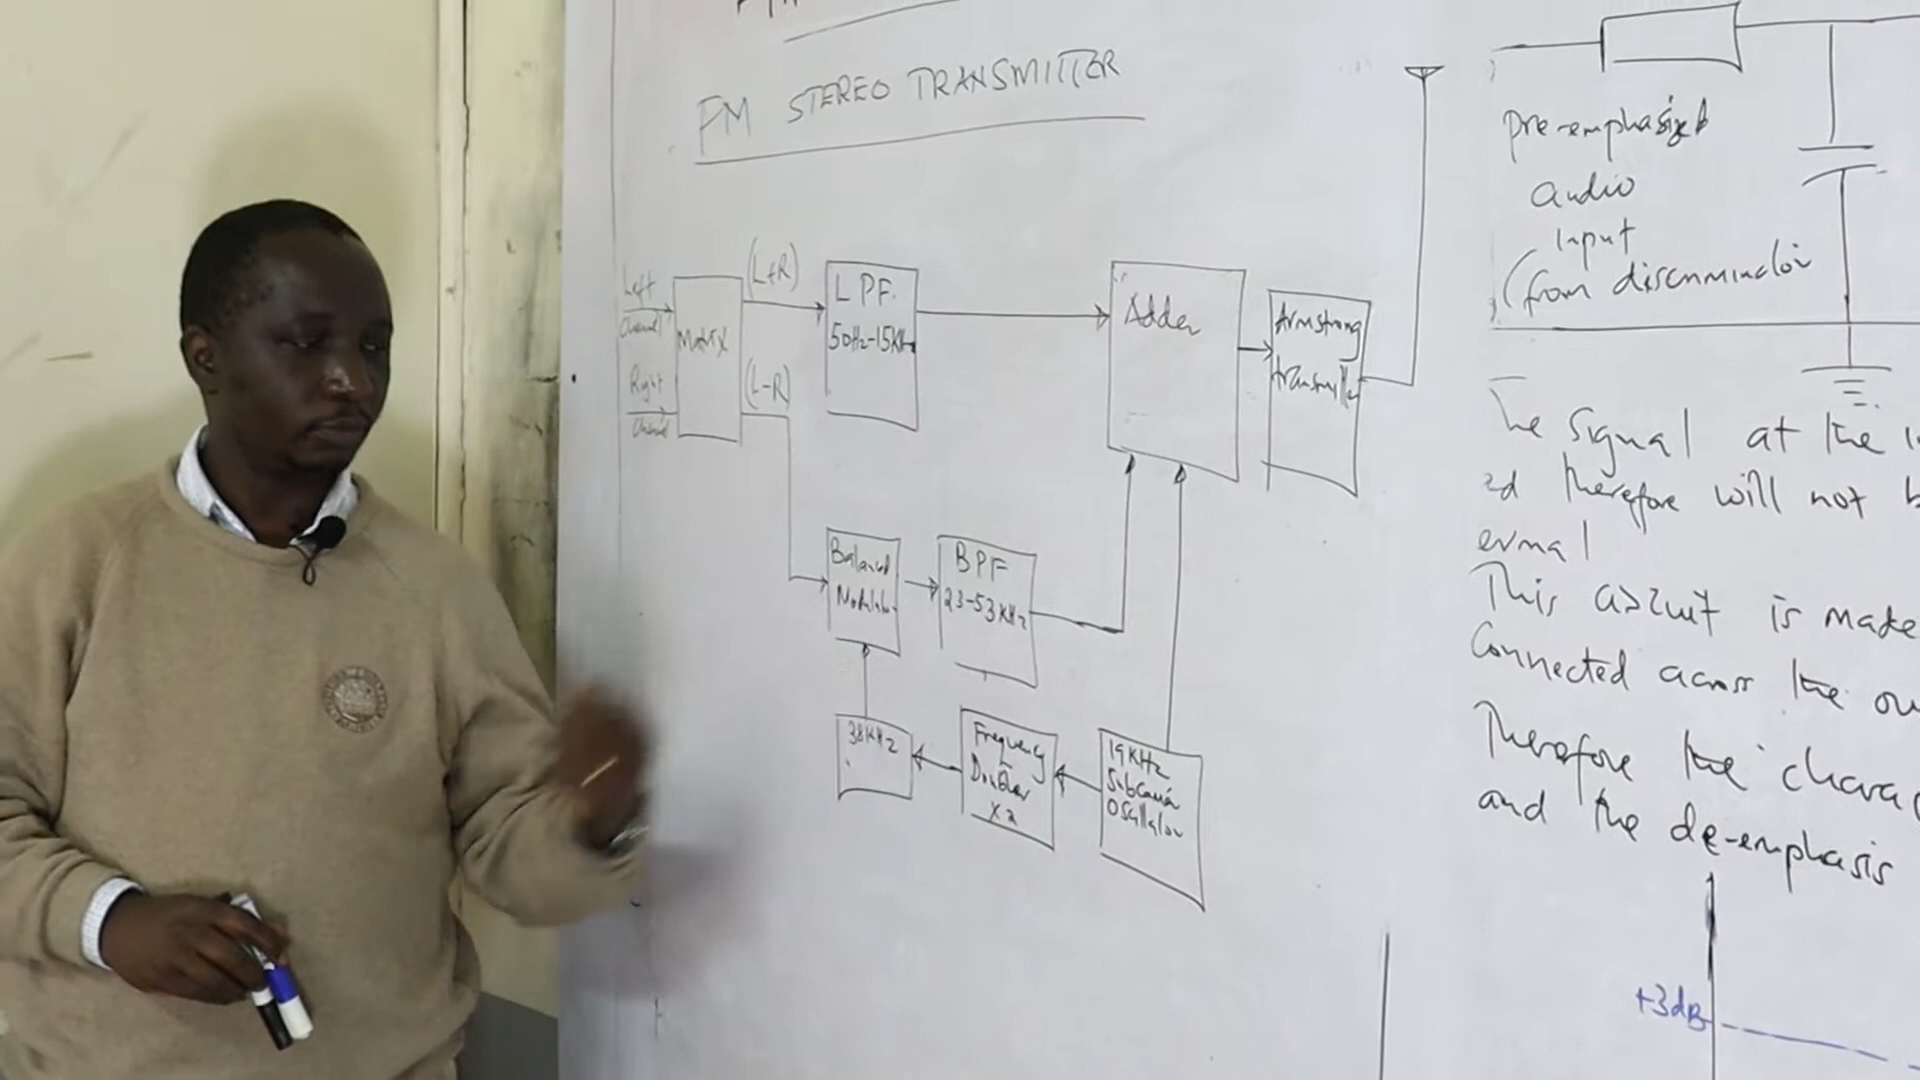 FM STEREO TRANSMITTER
Left
Channel
Right
Channel
Matrix
(L+R)
(L-R)
LPF
50Hz-15KHz
Adder
Armstrong
transmitter
Balanced
Modulator
BPF
23-53KHz
38KHz
Frequency
Doubler
X2
19KHz
Subcarrier
Oscillator
pre-emphasized
audio
input
(from discriminator
The signal at the
therefore will not
This circuit is made
Connected across the ou
Therefore the charac
and the de-emphasis
+3dB